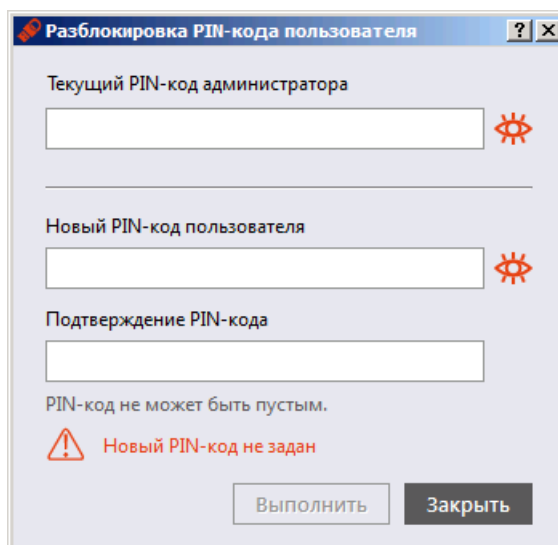 Разблокировка PIN-кода пользователя ? X
Текущий PIN-код администратора
Новый PIN-код пользователя
Подтверждение PIN-кода
PIN-код не может быть пустым.
Новый PIN-код не задан
Выполнить Закрыть